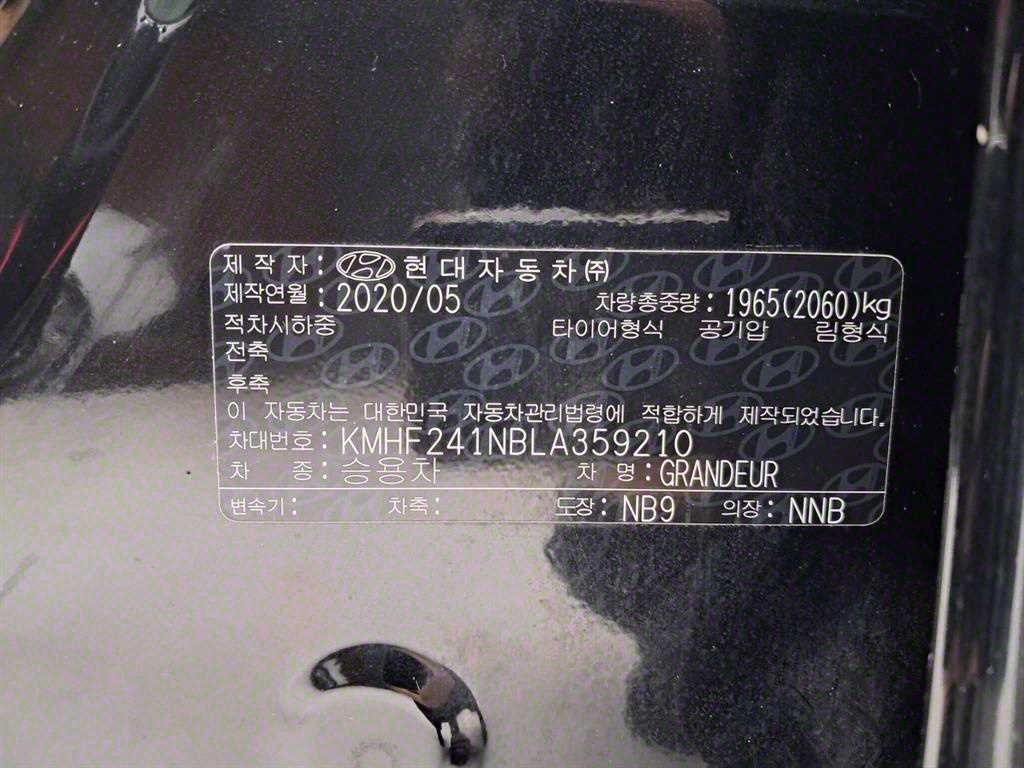 제 작 자 : 현대자동차㈜
제작연월 : 2020/05 차량총중량 : 1965(2060)kg
적차시하중 타이어형식 공기압 림형식
전축
후축
이 자동차는 대한민국 자동차관리법령에 적합하게 제작되었습니다.
차대번호 : KMHF241NBLA359210
차 종 : 승용차 차 명 : GRANDEUR
변속기 : 차축 : 도장 : NB9 의장 : NNB